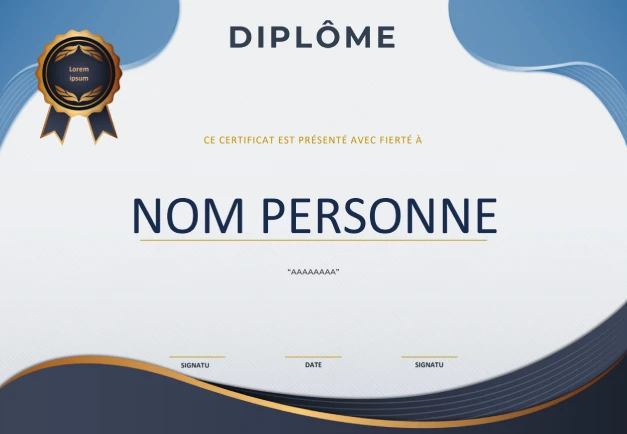 DIPLÔME
Lorem
ipsum
CE CERTIFICAT EST PRÉSENTÉ AVEC FIERTÉ À
NOM PERSONNE
“AAAAAAAA”
SIGNATU
DATE
SIGNATU